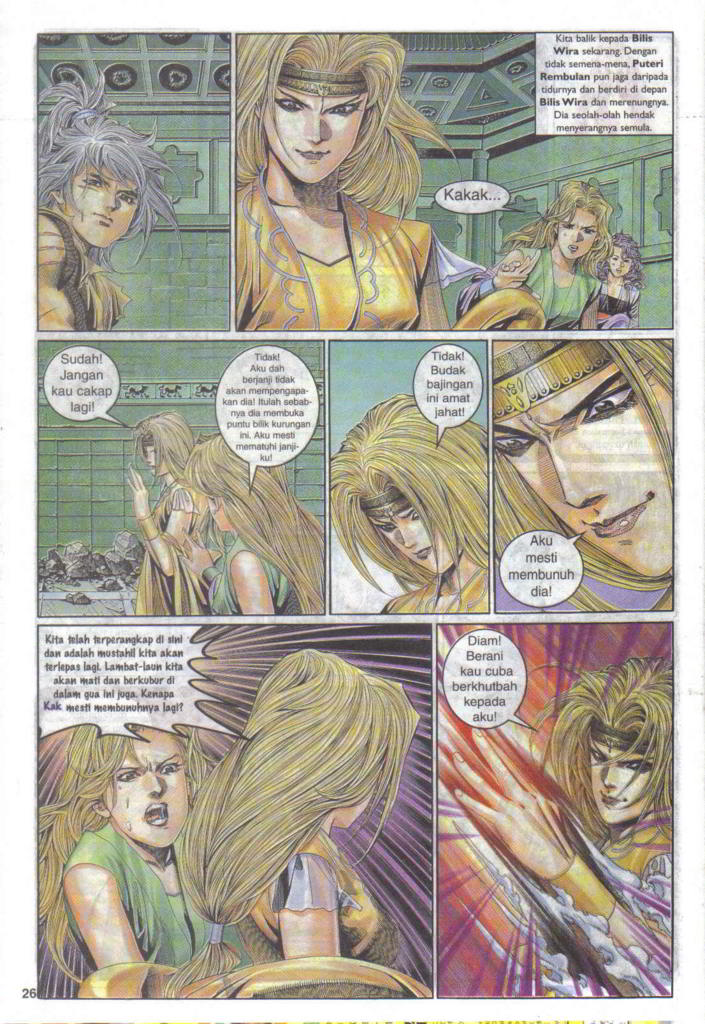 Kita balik kepada Bilis
Wira sekarang. Dengan
tidak semena-mena, Puteri
Rembulan pun jaga daripada
tidurnya dan berdiri di depan
Bilis Wira dan merenungnya.
Dia seolah-olah hendak
menyerangnya semula.
Kakak...
Sudah!
Jangan
kau cakap
lagi!
Tidak!
Aku dah
berjanji tidak
akan mempengapa-
kan dia! Itulah sebab-
nya dia membuka
puntu bilik kurungan
ini. Aku mesti
mematuhi janji-
ku!
Tidak!
Budak
bajingan
ini amat
jahat!
Aku
mesti
membunuh
dia!
Kita telah terperangkap di sini
dan adalah mustahil kita akan
terlepas lagi. Lambat-laun kita
akan mati dan berkubur di
dalam gua ini juga. Kenapa
Kak mesti membunuhnya lagi?
Diam!
Berani
kau cuba
berkhutbah
kepada
aku!
26